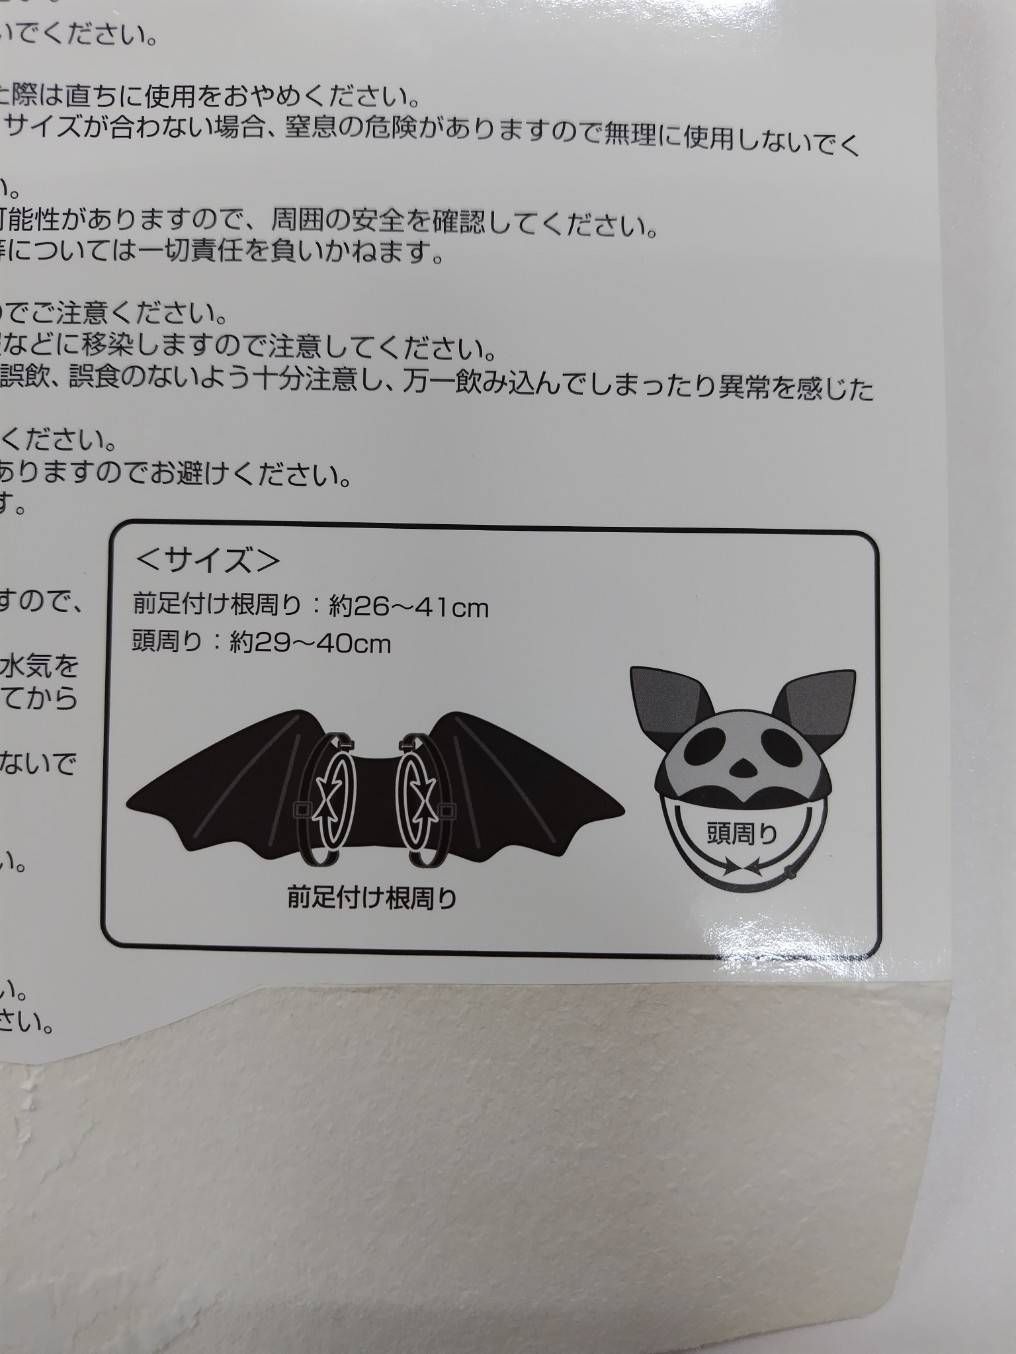 いでください。
た際は直ちに使用をおやめください。
サイズが合わない場合、窒息の危険がありますので無理に使用しないでく
い。
可能性がありますので、周囲の安全を確認してください。
等については一切責任を負いかねます。
のでご注意ください。
などに移染しますので注意してください。
誤飲、誤食のないよう十分注意し、万一飲み込んでしまったり異常を感じた
ください。
ありますのでお避けください。
す。
すので、
水気を
てから
ないで
い。
い。
さい。
＜サイズ＞
前足付け根周り：約26～41cm
頭周り：約29～40cm
前足付け根周り
頭周り